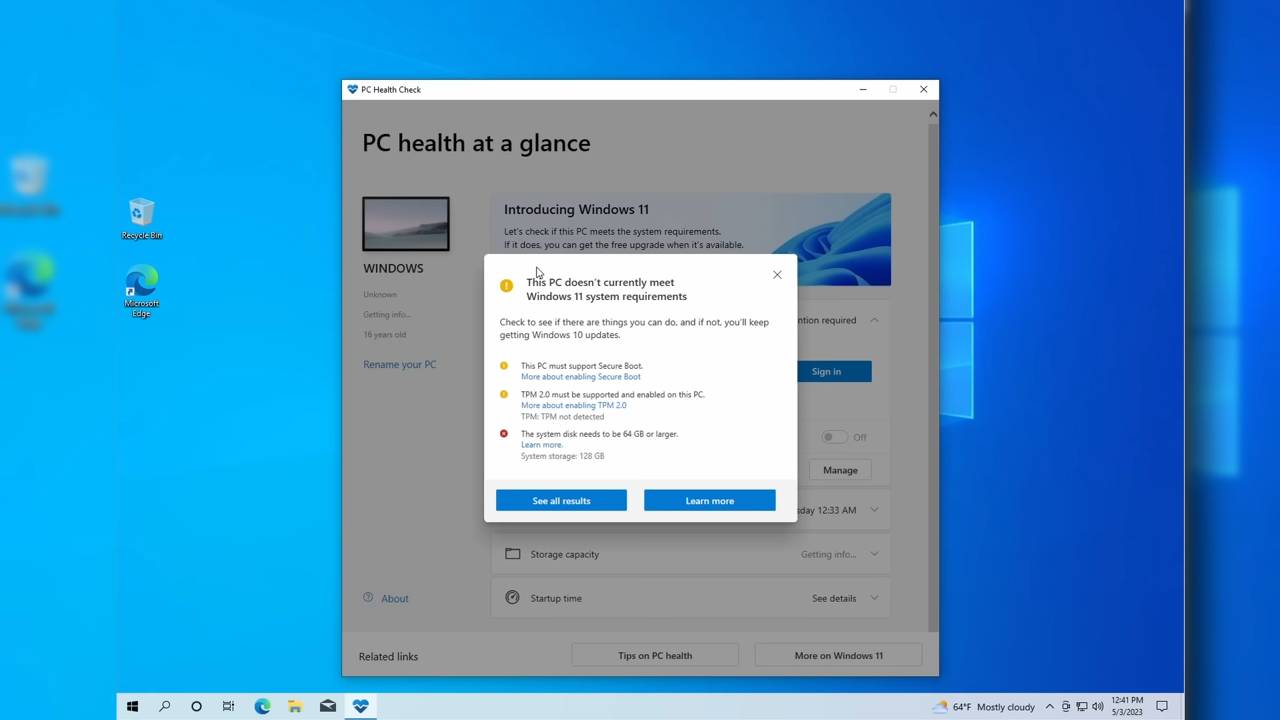 PC Health Check
PC health at a glance
WINDOWS
Unknown
Getting info...
16 years old
Rename your PC
Introducing Windows 11
Let's check if this PC meets the system requirements.
If it does, you can get the free upgrade when it's available.
This PC doesn't currently meet
Windows 11 system requirements
Check to see if there are things you can do, and if not, you'll keep
getting Windows 10 updates.
This PC must support Secure Boot.
More about enabling Secure Boot
TPM 2.0 must be supported and enabled on this PC.
More about enabling TPM 2.0
TPM: TPM not detected
The system disk needs to be 64 GB or larger.
Learn more.
System storage: 128 GB
See all results
Learn more
required
Sign in
Off
Manage
12:33 AM
Storage capacity
Getting info...
Startup time
See details
About
Related links
Tips on PC health
More on Windows 11
Recycle Bin
Microsoft
Edge
64°F Mostly cloudy
12:41 PM
5/3/2023